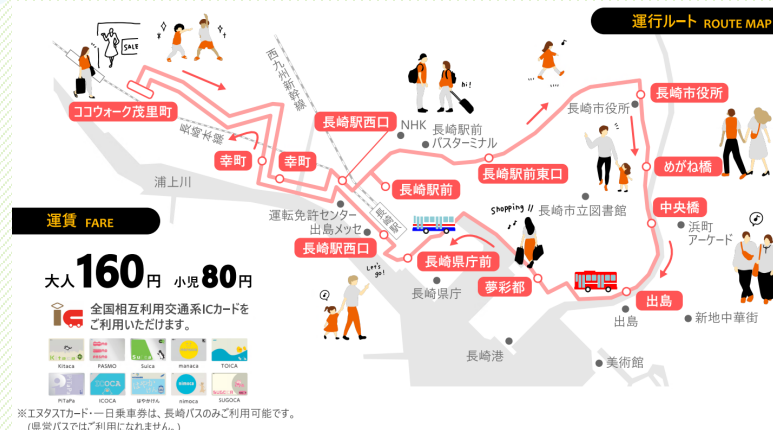 運行ルート ROUTE MAP
SALE
ココウォーク茂里町
西九州新幹線
長崎本線
幸町
幸町
浦上川
長崎駅西口
NHK
長崎駅前
バスターミナル
hi!
長崎駅前
長崎駅前東口
長崎市役所
長崎市役所
めがね橋
中央橋
浜町
アーケード
長崎市立図書館
shopping!!
運転免許センター
出島メッセ
長崎駅
長崎駅西口
Let's
go!
長崎県庁前
長崎県庁
夢彩都
出島
出島
新地中華街
長崎港
美術館
運賃 FARE
大人160円 小児80円
ic
全国相互利用交通系ICカードを
ご利用いただけます。
Kitaca PASMO Suica manaca TOICA
PiTaPa ICOCA はやかけん nimoca SUGOCA
※エヌタスTカード・一日乗車券は、長崎バスのみご利用可能です。
(県営バスではご利用になれません。)